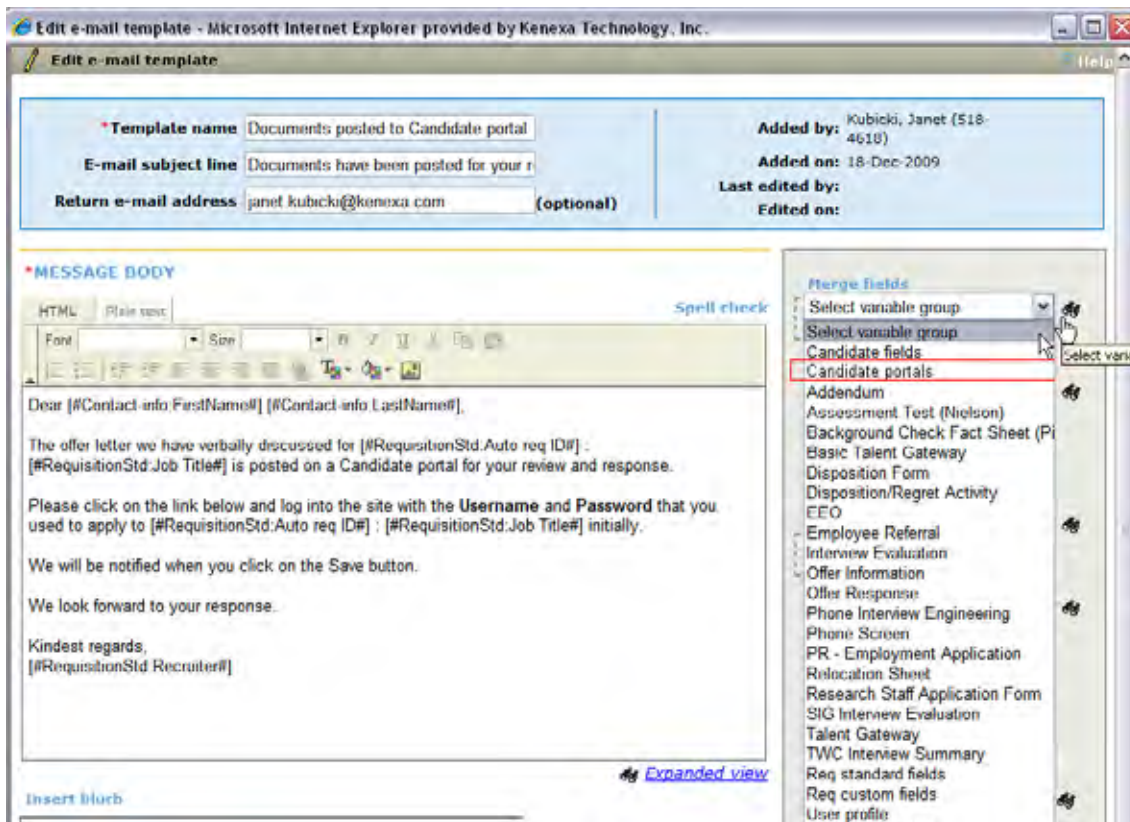 Edit e-mail template - Microsoft Internet Explorer provided by Kenexa Technology, Inc.
Edit e-mail template
Help
*Template name Documents posted to Candidate portal
E-mail subject line Documents have been posted for your r
Return e-mail address janet.kubicki@kenexa.com (optional)
Added by: Kubicki, Janet (518-
4618)
Added on: 18-Dec-2009
Last edited by:
Edited on:
*MESSAGE BODY
HTML Plain text
Spell check
Font Size
Dear [#Contact-info:FirstName#] [#Contact-info:LastName#],
The offer letter we have verbally discussed for [#RequisitionStd:Auto req ID#] :
[#RequisitionStd:Job Title#] is posted on a Candidate portal for your review and response.
Please click on the link below and log into the site with the Username and Password that you
used to apply to [#RequisitionStd:Auto req ID#] : [#RequisitionStd:Job Title#] initially.
We will be notified when you click on the Save button.
We look forward to your response.
Kindest regards,
[#RequisitionStd:Recruiter#]
Expanded view
Insert blurb
Merge fields
Select variable group
Select variable group
Select vari
Candidate fields
Candidate portals
Addendum
Assessment Test (Nielson)
Background Check Fact Sheet (Pi
Basic Talent Gateway
Disposition Form
Disposition/Regret Activity
EEO
Employee Referral
Interview Evaluation
Offer Information
Offer Response
Phone Interview Engineering
Phone Screen
PR - Employment Application
Relocation Sheet
Research Staff Application Form
SIG Interview Evaluation
Talent Gateway
TWC Interview Summary
Req standard fields
Req custom fields
User profile